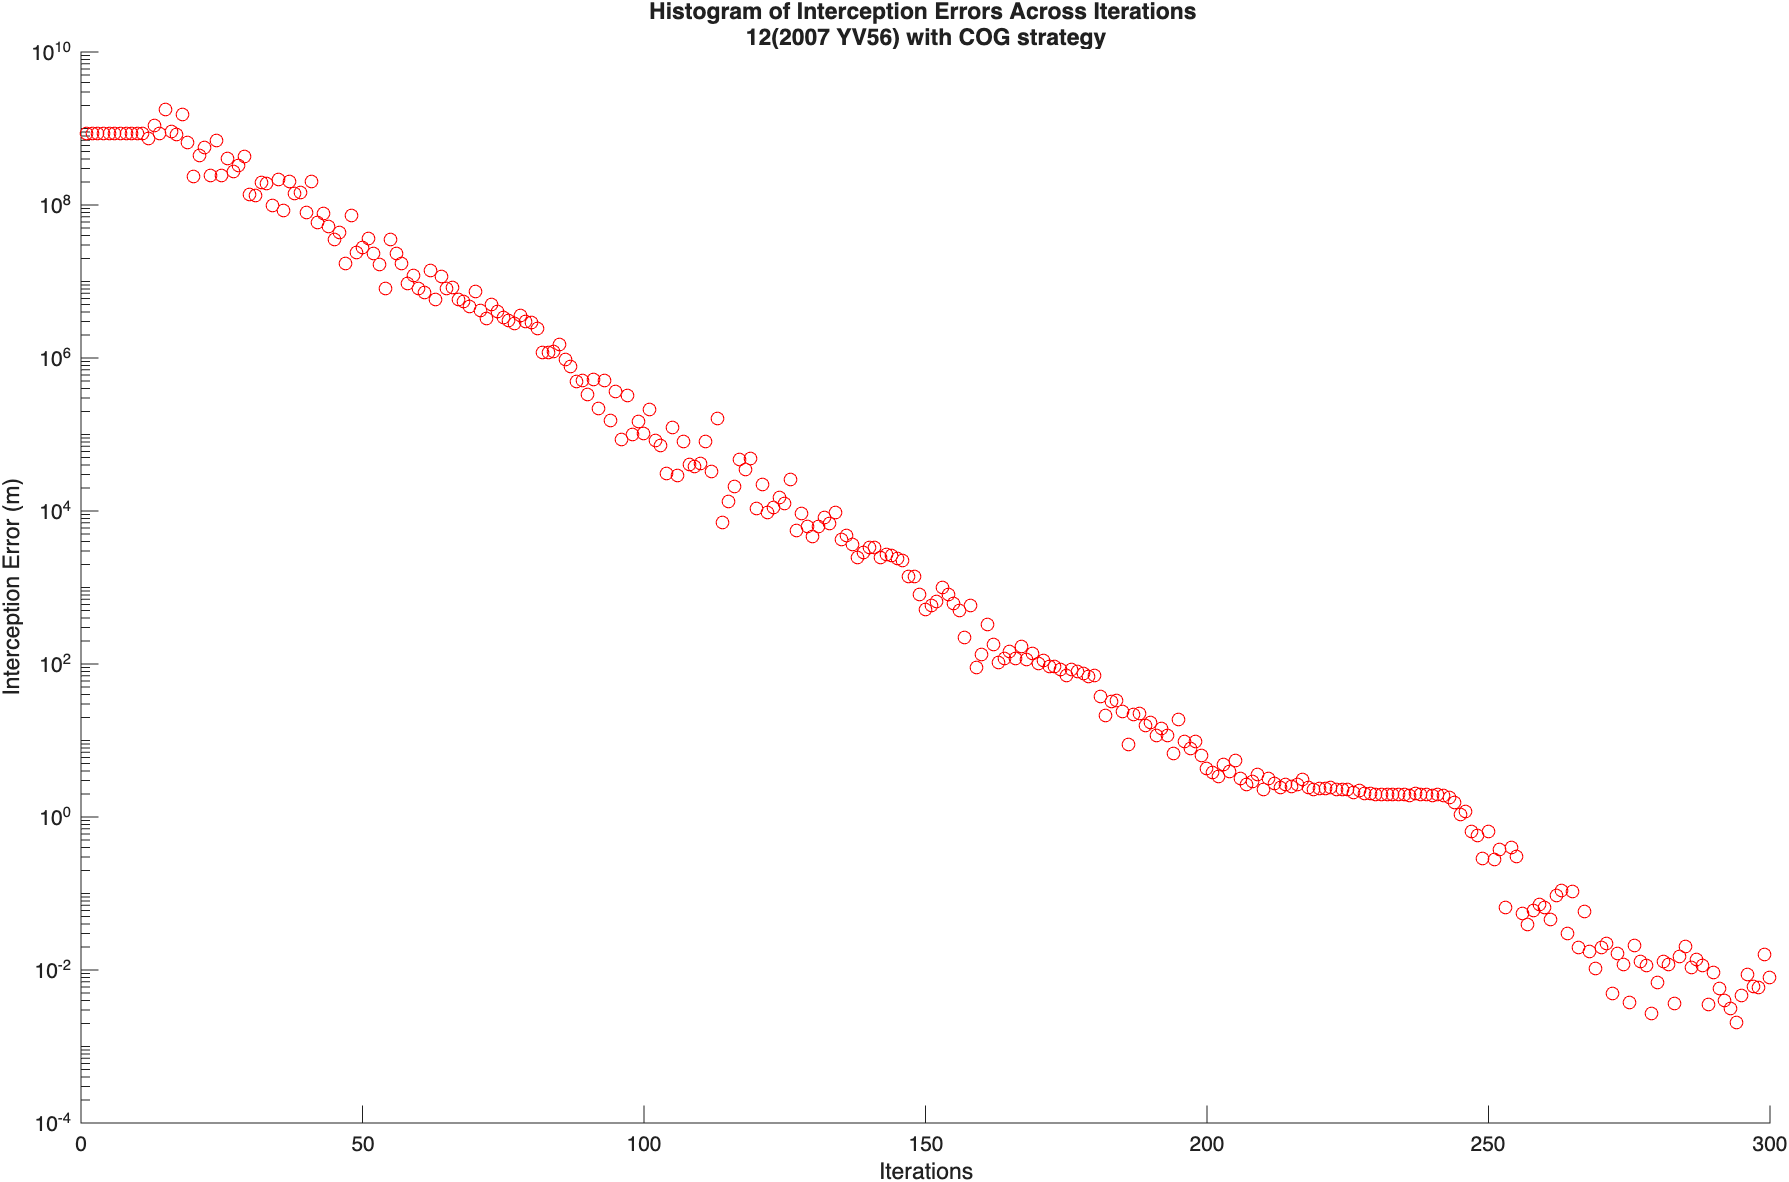 Histogram of Interception Errors Across Iterations
12(2007 YV56) with COG strategy
10^10
10^8
10^6
10^4
10^2
10^0
10^-2
10^-4
Interception Error (m)
0 50 100 150 200 250 300
Iterations